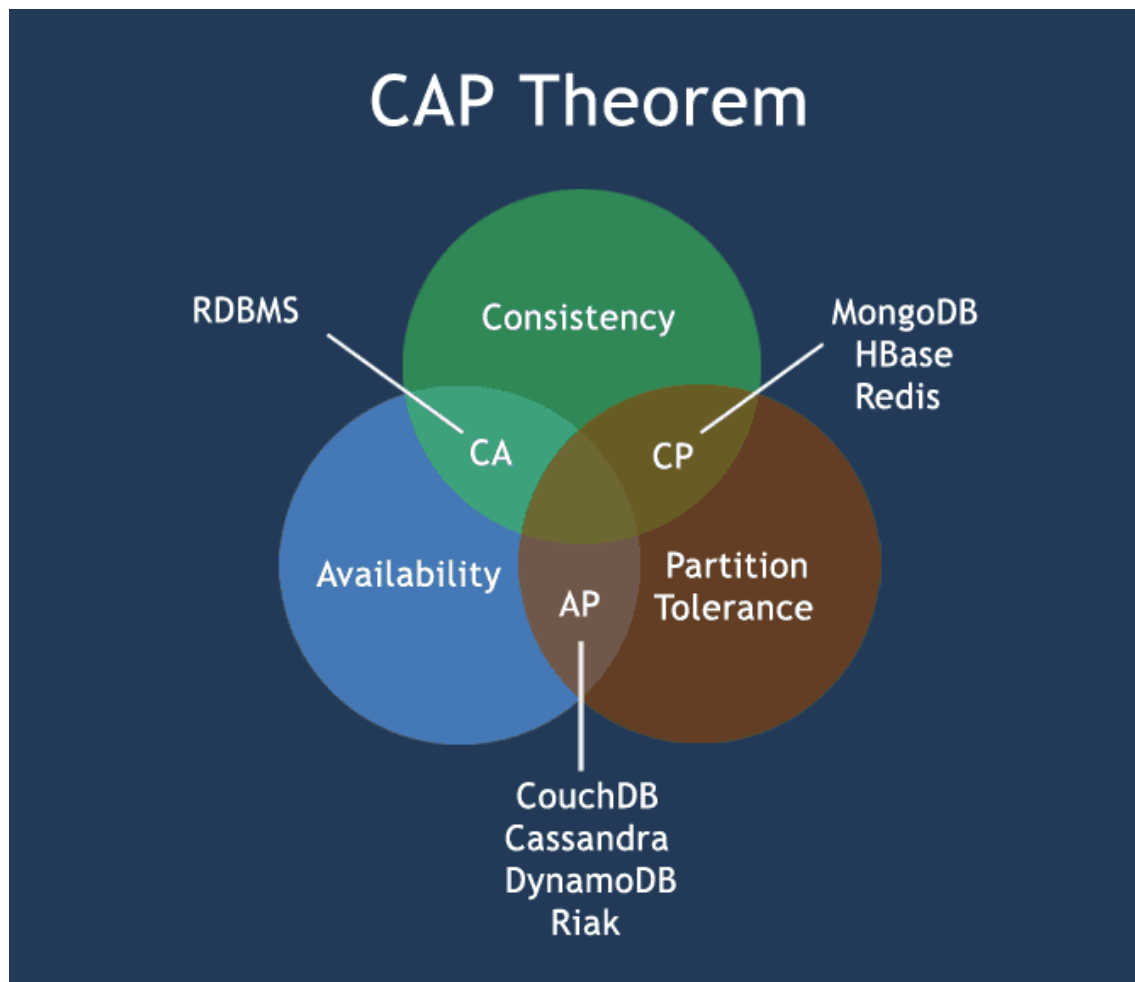 CAP Theorem
RDBMS
Consistency
MongoDB
HBase
Redis
CA
CP
Availability
Partition
Tolerance
AP
CouchDB
Cassandra
DynamoDB
Riak